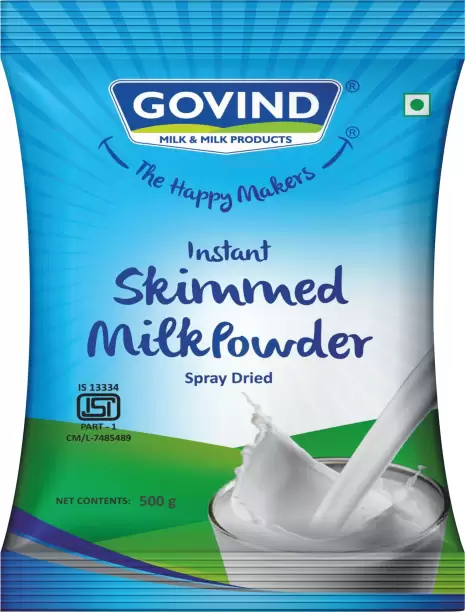 GOVIND
®
MILK & MILK PRODUCTS
®
The Happy Makers
Instant
Skimmed
MilkPowder
Spray Dried
IS 13334
ISI
PART - 1
CM/L-7485489
NET CONTENTS: 500 g